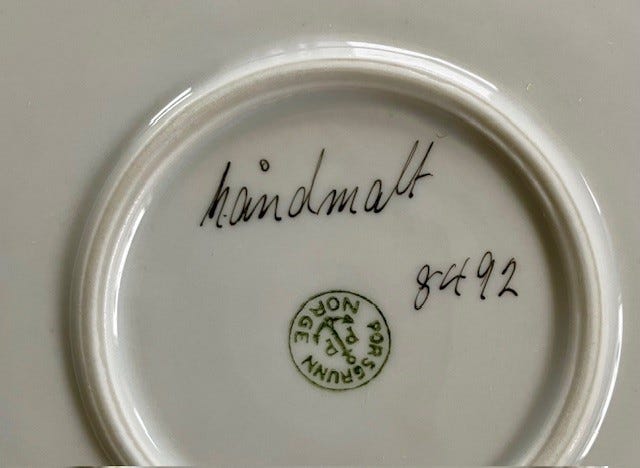 håndmalt
8492
PORSGRUNN
NORGE
P P